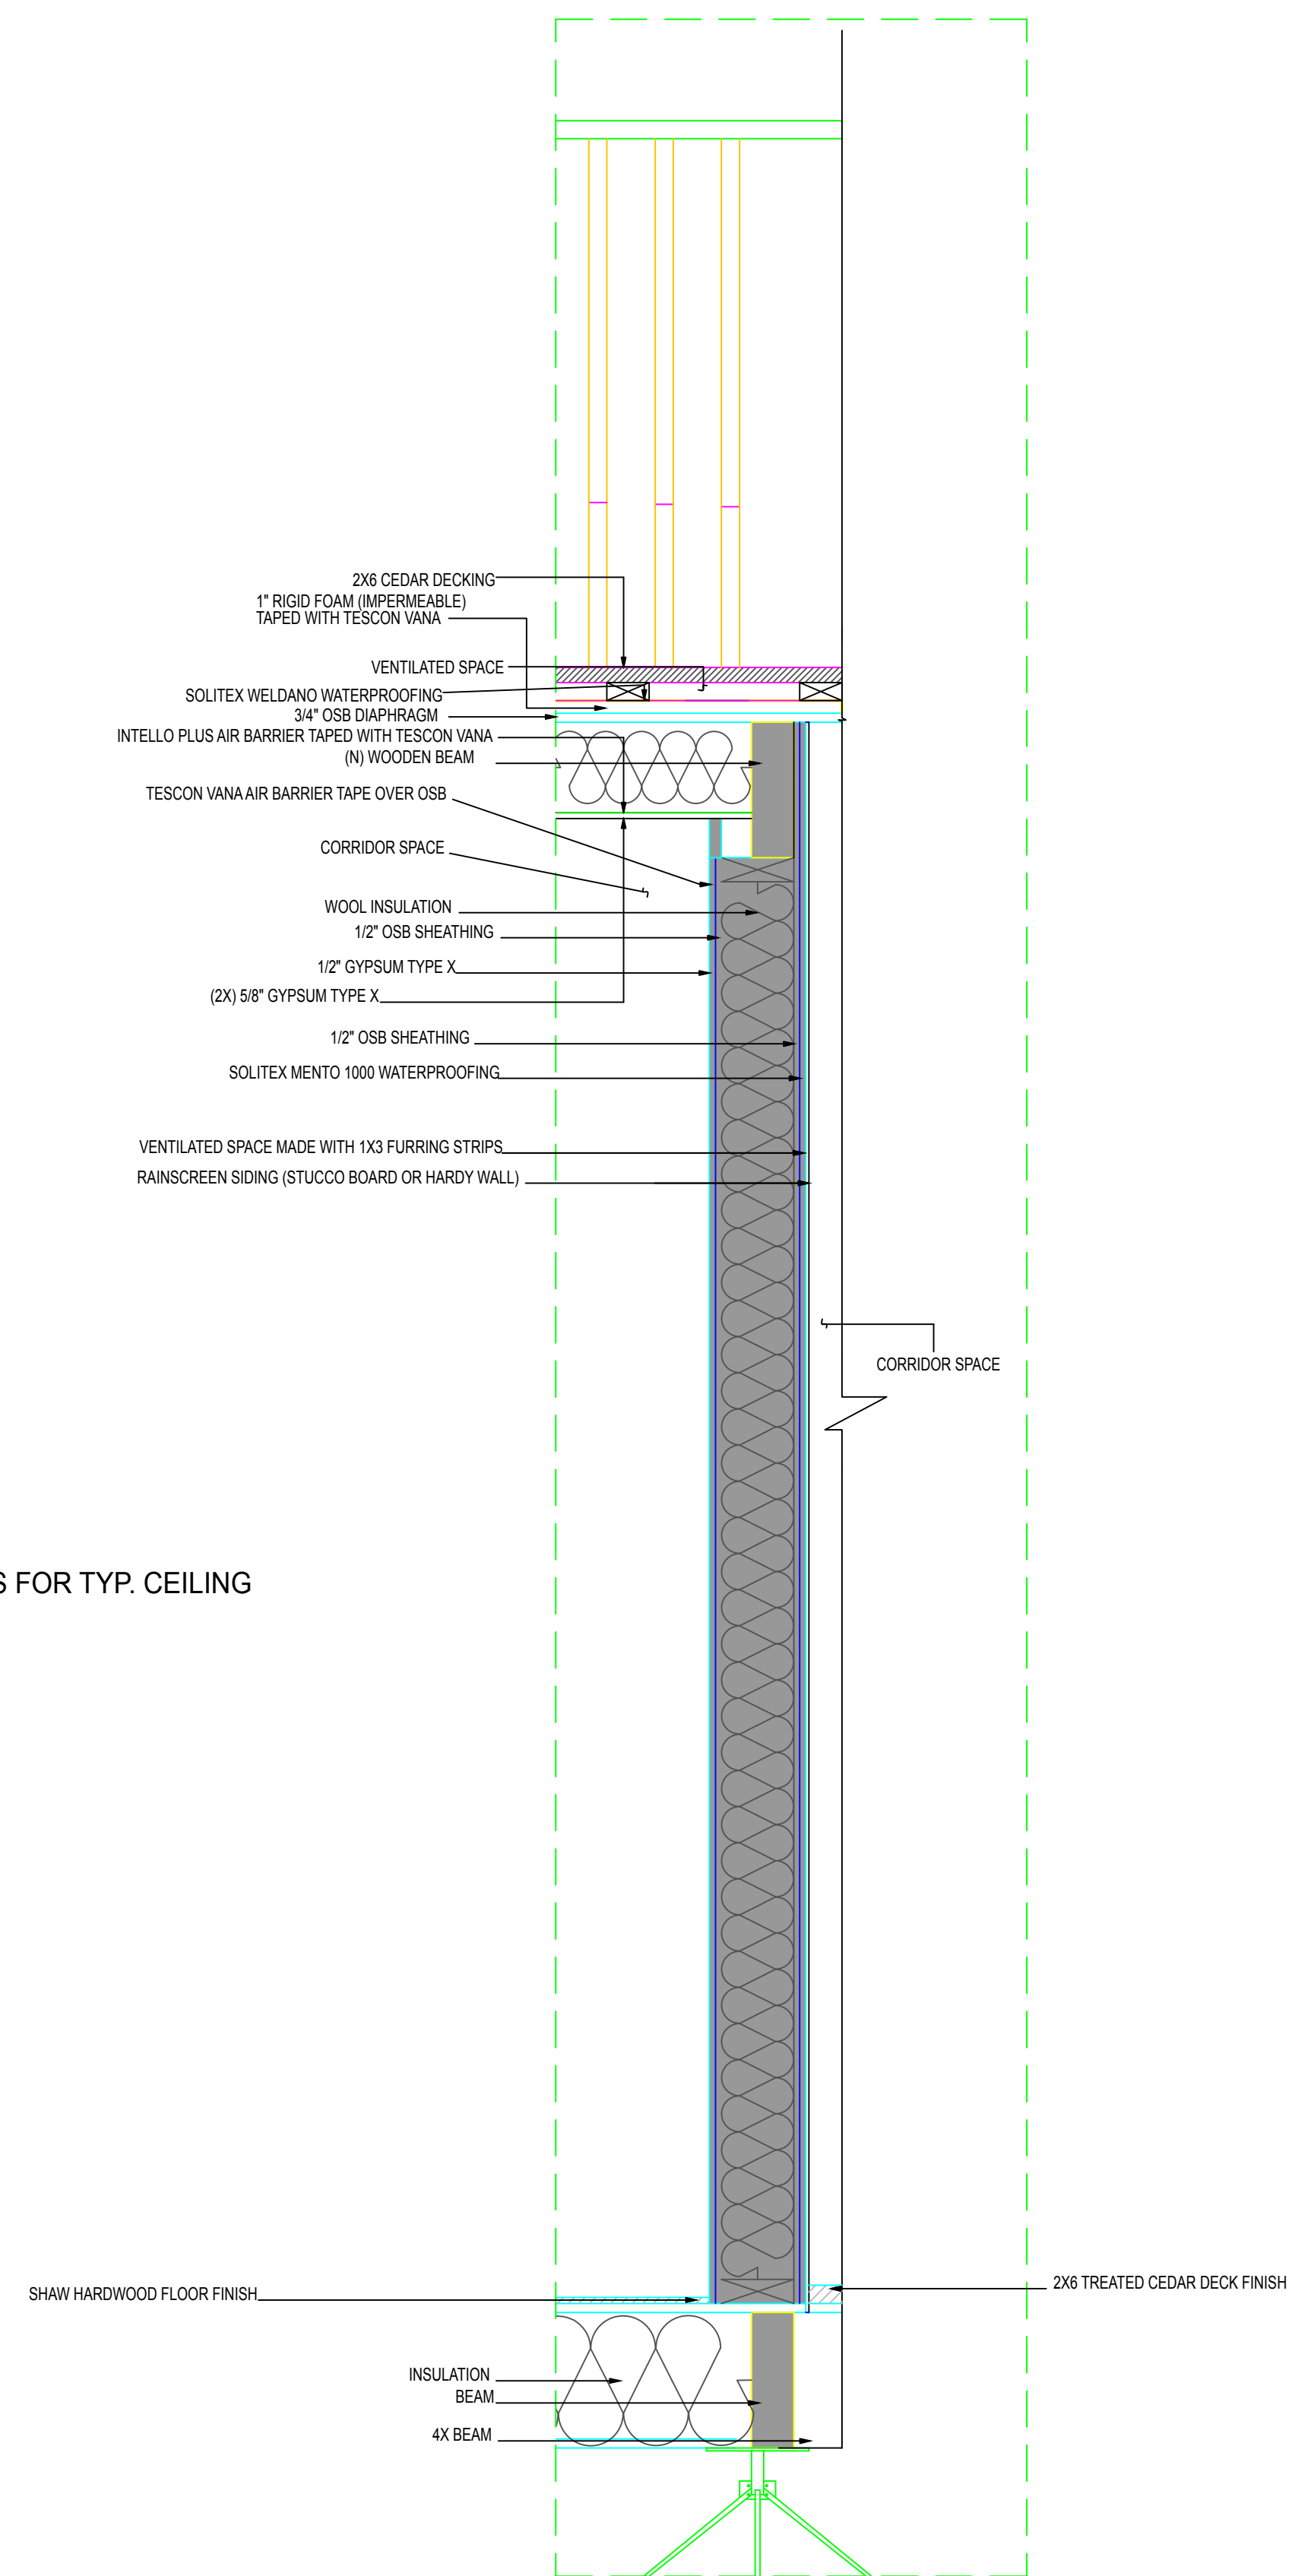 2X6 CEDAR DECKING
1" RIGID FOAM (IMPERMEABLE)
TAPED WITH TESCON VANA
VENTILATED SPACE
SOLITEX WELDANO WATERPROOFING
3/4" OSB DIAPHRAGM
INTELLO PLUS AIR BARRIER TAPED WITH TESCON VANA
(N) WOODEN BEAM
TESCON VANA AIR BARRIER TAPE OVER OSB
CORRIDOR SPACE
WOOL INSULATION
1/2" OSB SHEATHING
1/2" GYPSUM TYPE X
(2X) 5/8" GYPSUM TYPE X
1/2" OSB SHEATHING
SOLITEX MENTO 1000 WATERPROOFING
VENTILATED SPACE MADE WITH 1X3 FURRING STRIPS
RAINSCREEN SIDING (STUCCO BOARD OR HARDY WALL)
CORRIDOR SPACE
S FOR TYP. CEILING
SHAW HARDWOOD FLOOR FINISH
2X6 TREATED CEDAR DECK FINISH
INSULATION
BEAM
4X BEAM